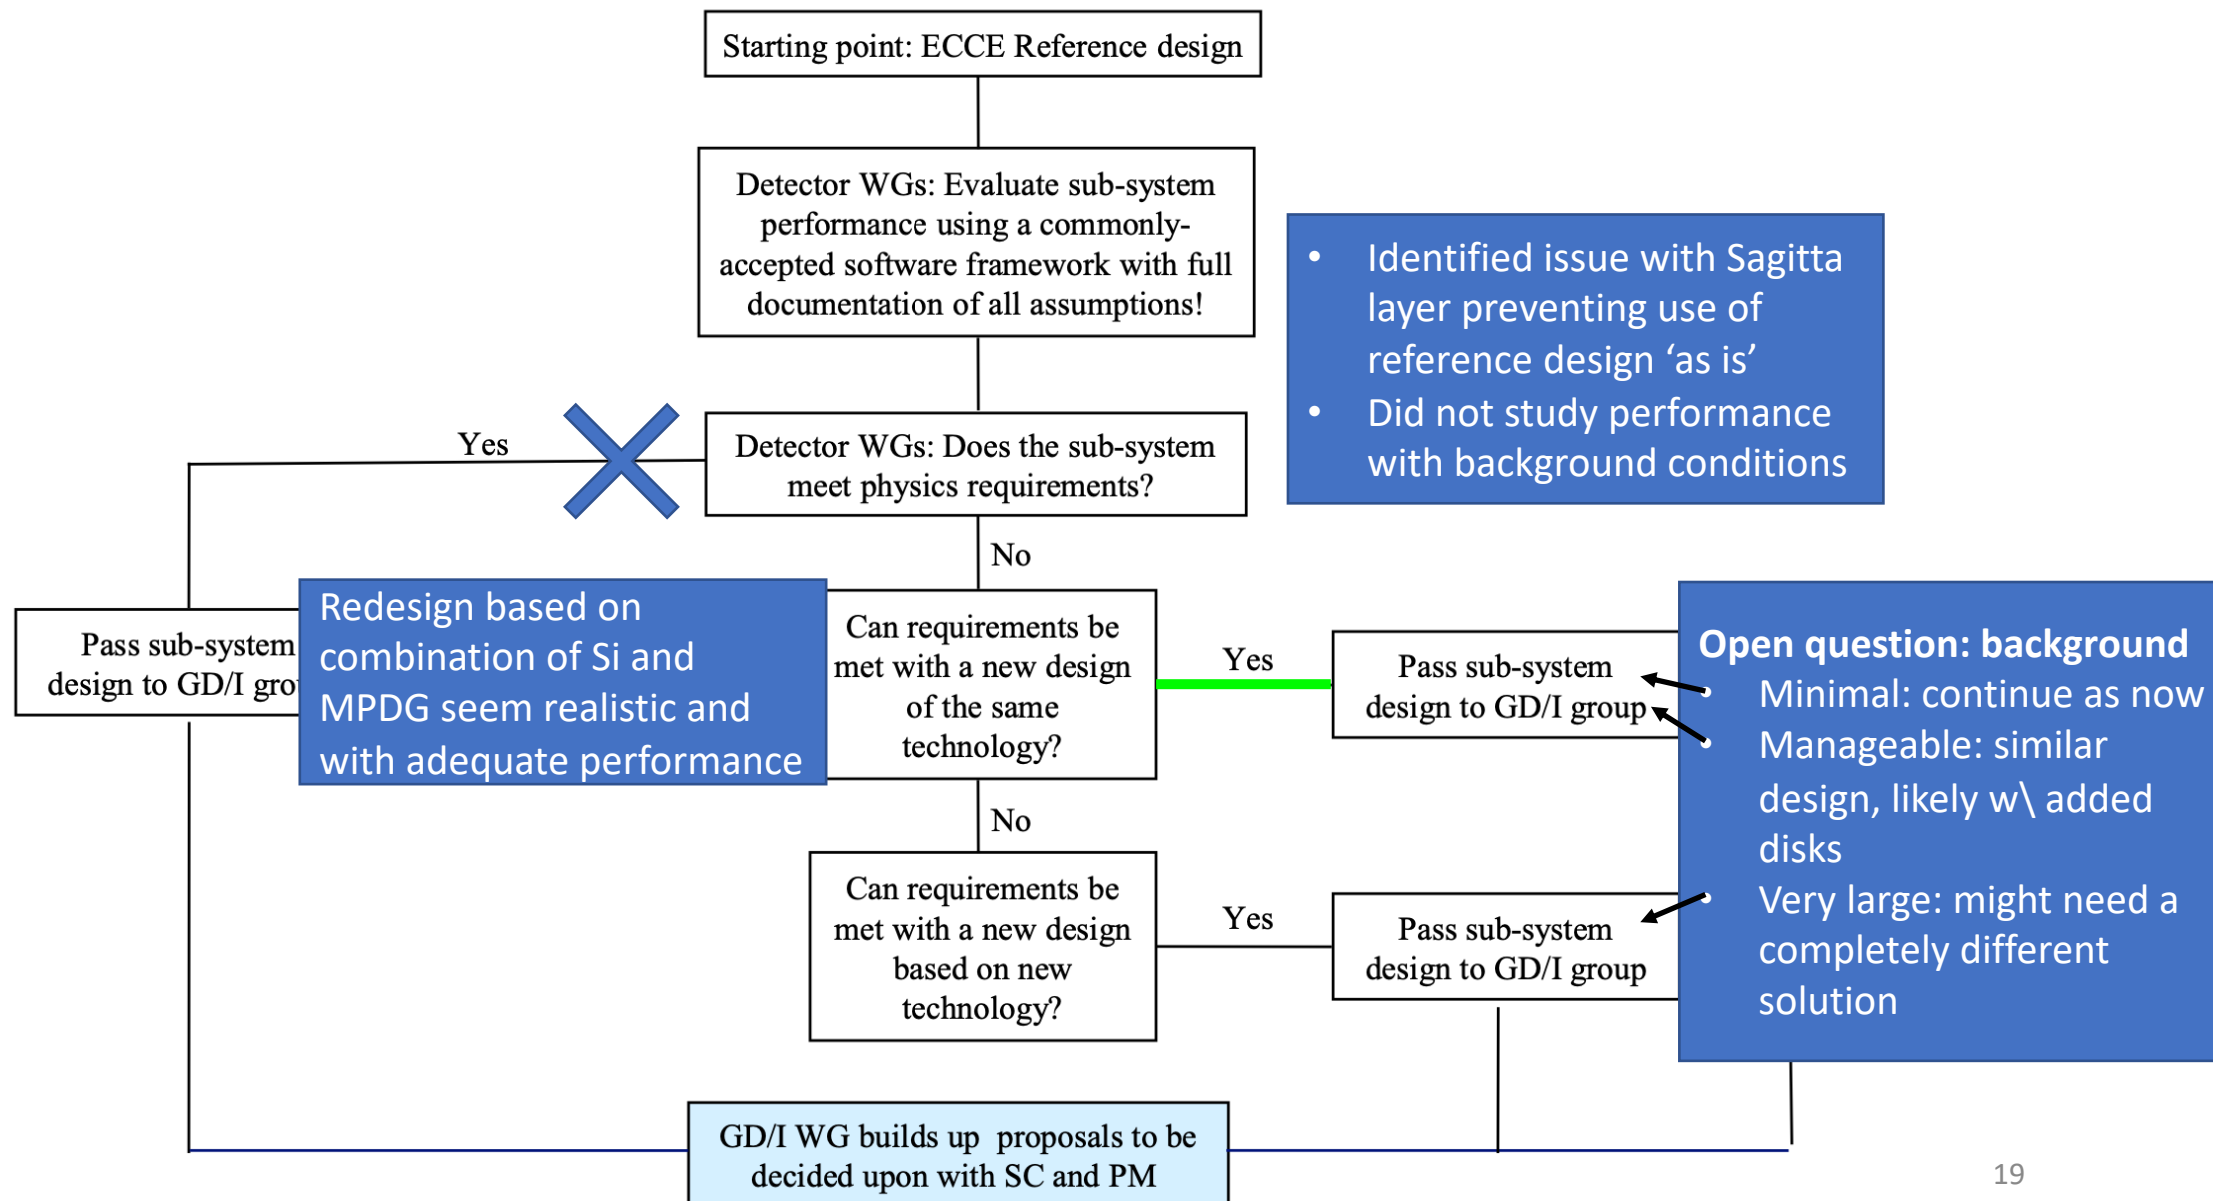 Starting point: ECCE Reference design
Detector WGs: Evaluate sub-system
performance using a commonly-
accepted software framework with full
documentation of all assumptions!
• Identified issue with Sagitta
layer preventing use of
reference design ‘as is’
• Did not study performance
with background conditions
Yes
Detector WGs: Does the sub-system
meet physics requirements?
No
Pass sub-system
design to GD/I grou
Redesign based on
combination of Si and
MPDG seem realistic and
with adequate performance
Can requirements be
met with a new design
of the same
technology?
Yes
Pass sub-system
design to GD/I group
Open question: background
• Minimal: continue as now
• Manageable: similar
design, likely w\ added
disks
• Very large: might need a
completely different
solution
No
Can requirements be
met with a new design
based on new
technology?
Yes
Pass sub-system
design to GD/I group
GD/I WG builds up proposals to be
decided upon with SC and PM
19